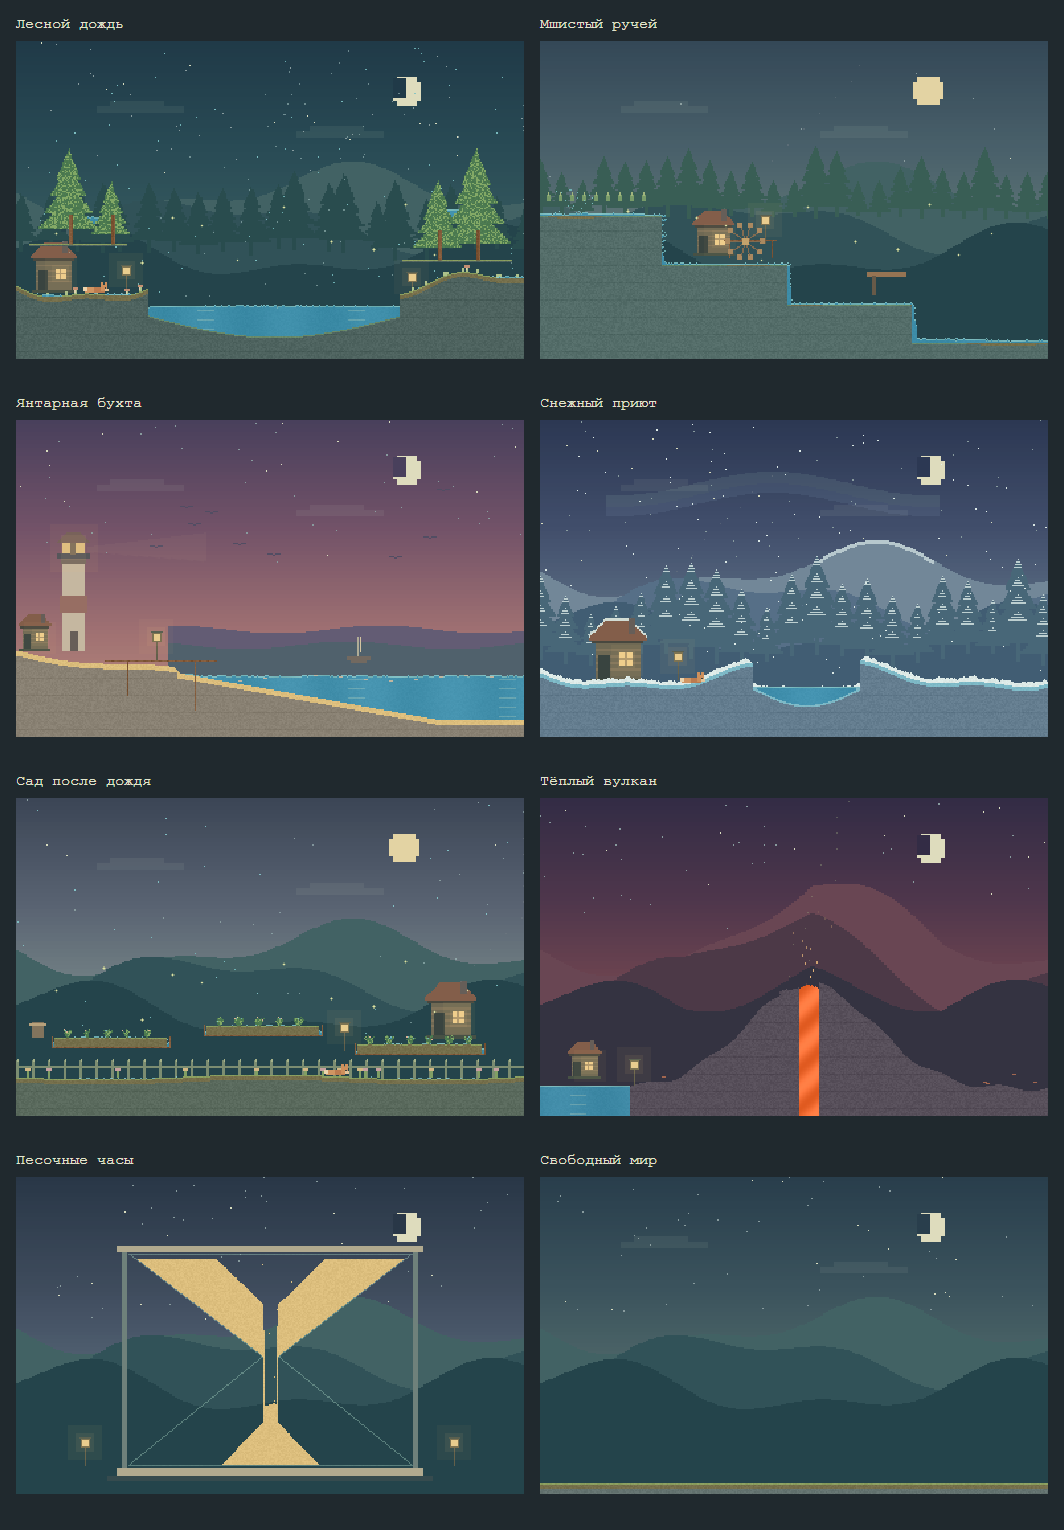 Лесной дождь
Мшистый ручей
Янтарная бухта
Снежный приют
Сад после дождя
Тёплый вулкан
Песочные часы
Свободный мир